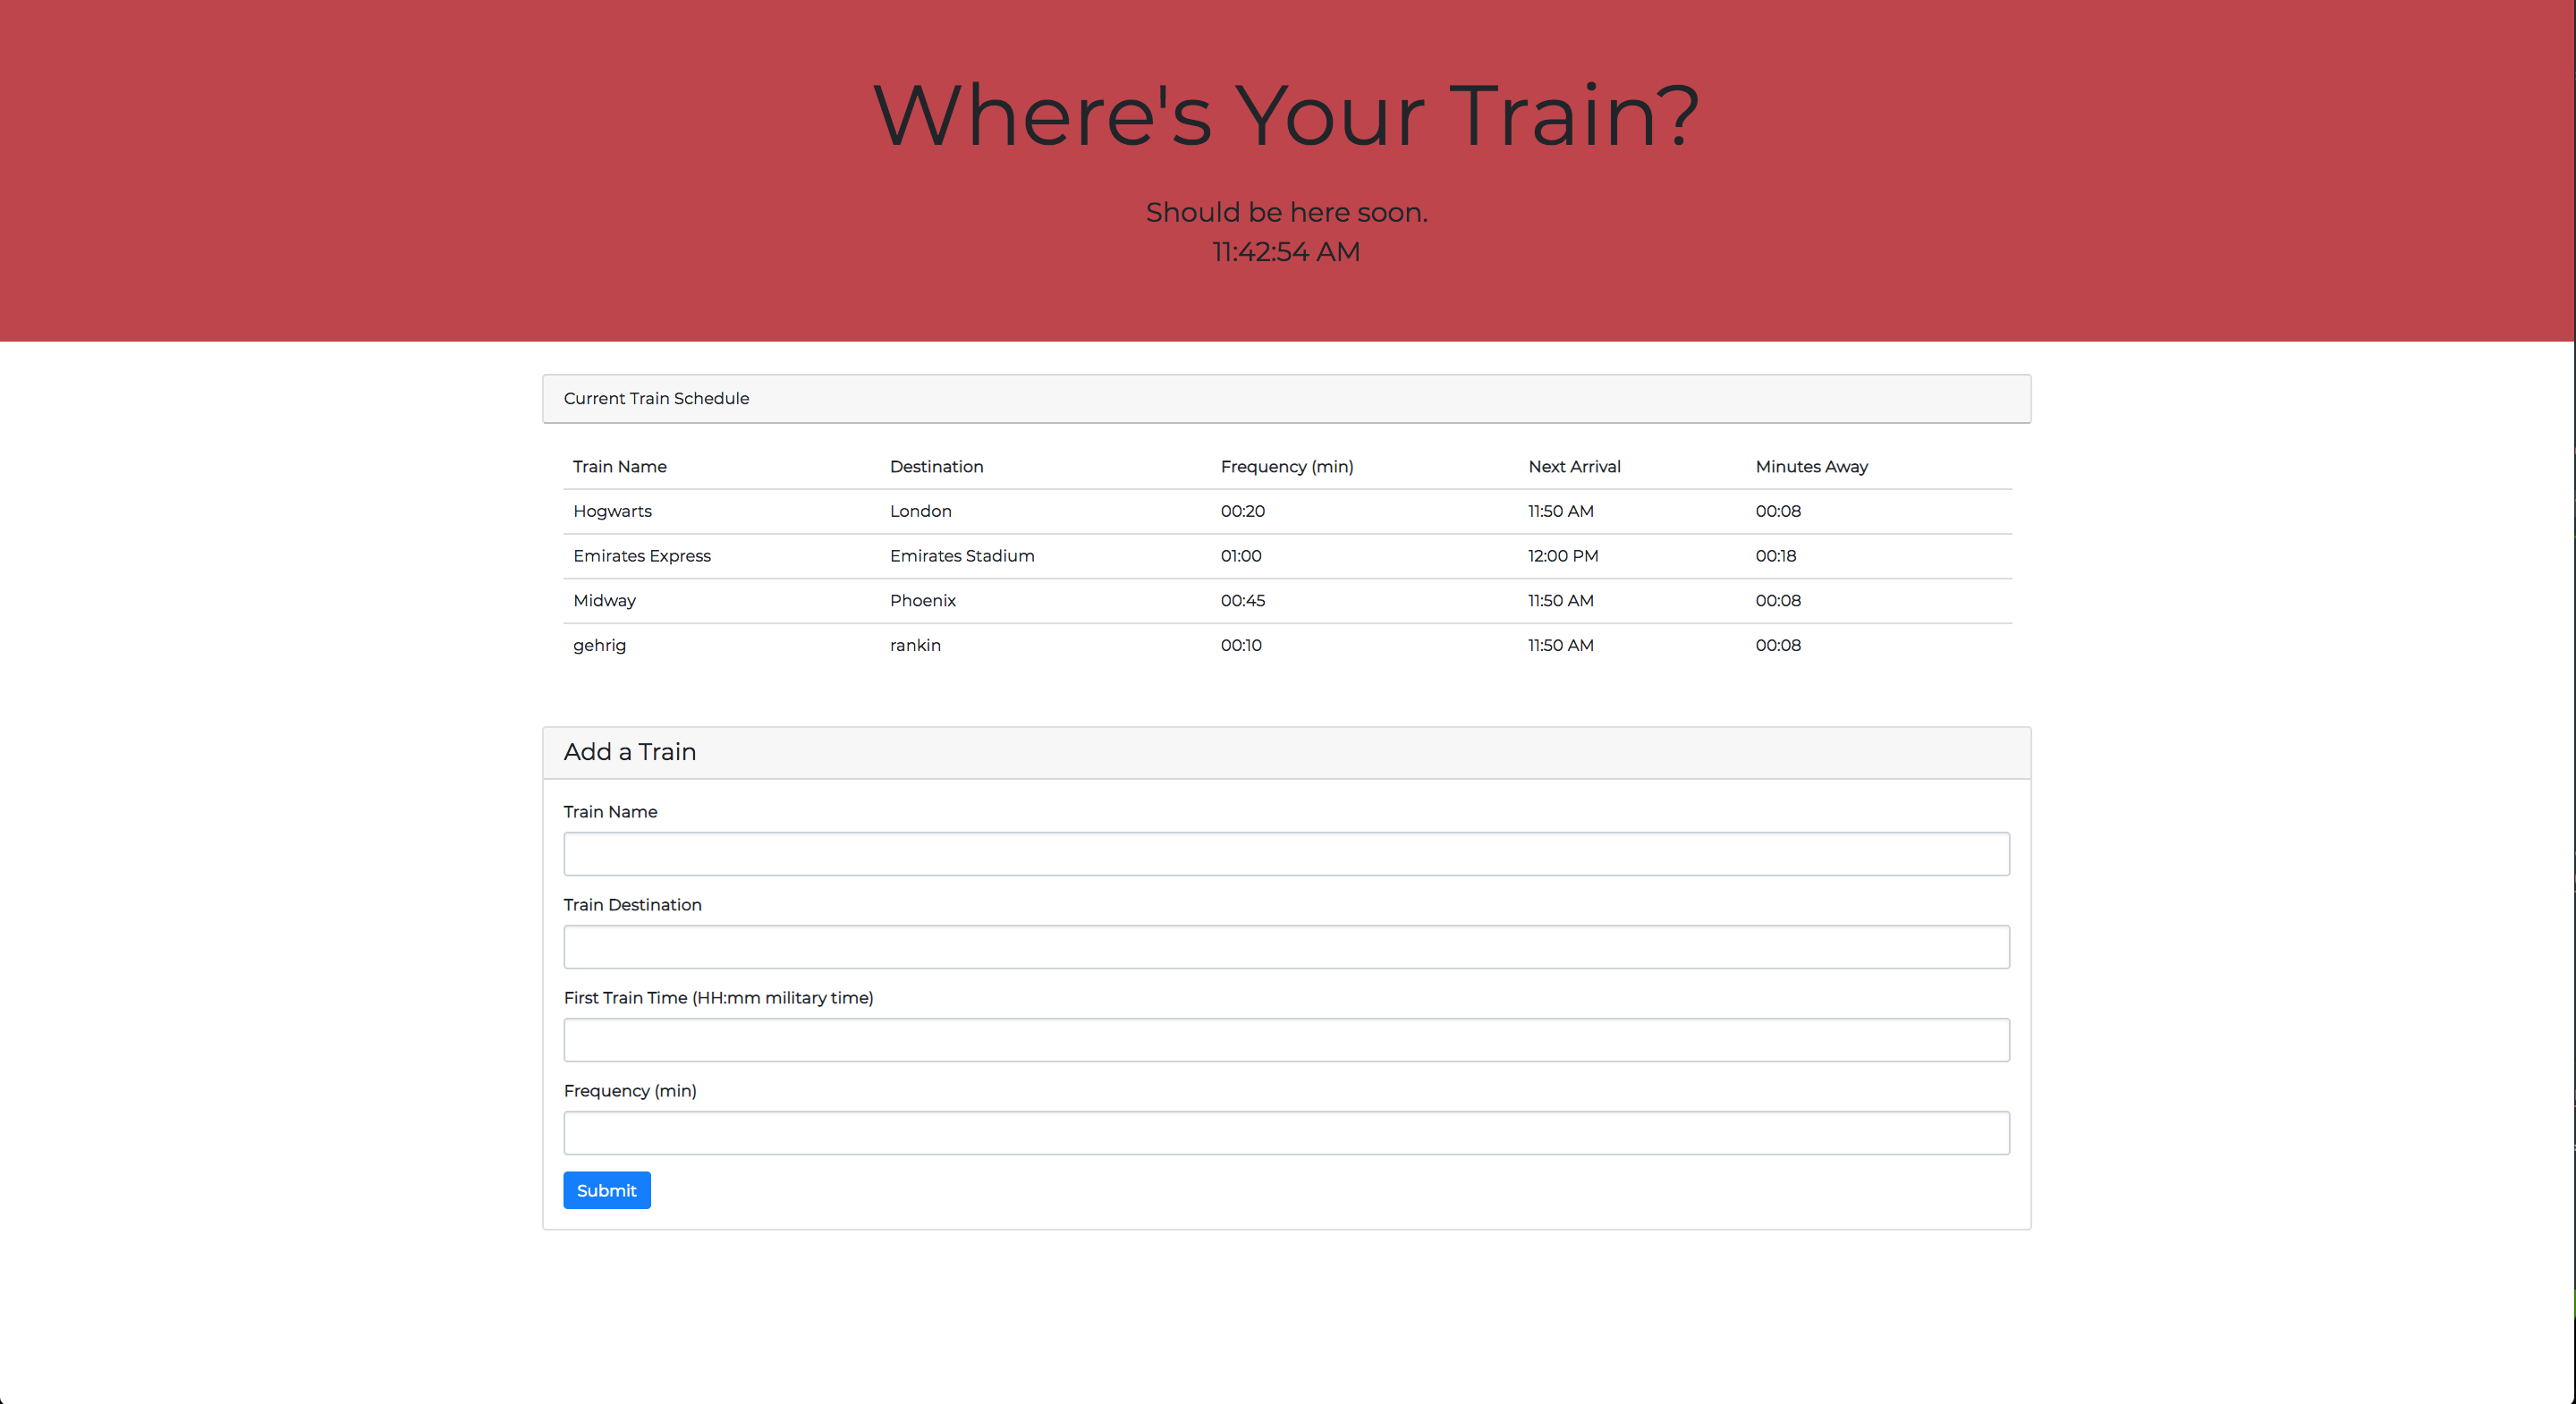 Where's Your Train?
Should be here soon.
11:42:54 AM
Current Train Schedule
Train Name Destination Frequency (min) Next Arrival Minutes Away
Hogwarts London 00:20 11:50 AM 00:08
Emirates Express Emirates Stadium 01:00 12:00 PM 00:18
Midway Phoenix 00:45 11:50 AM 00:08
gehrig rankin 00:10 11:50 AM 00:08
Add a Train
Train Name
Train Destination
First Train Time (HH:mm military time)
Frequency (min)
Submit